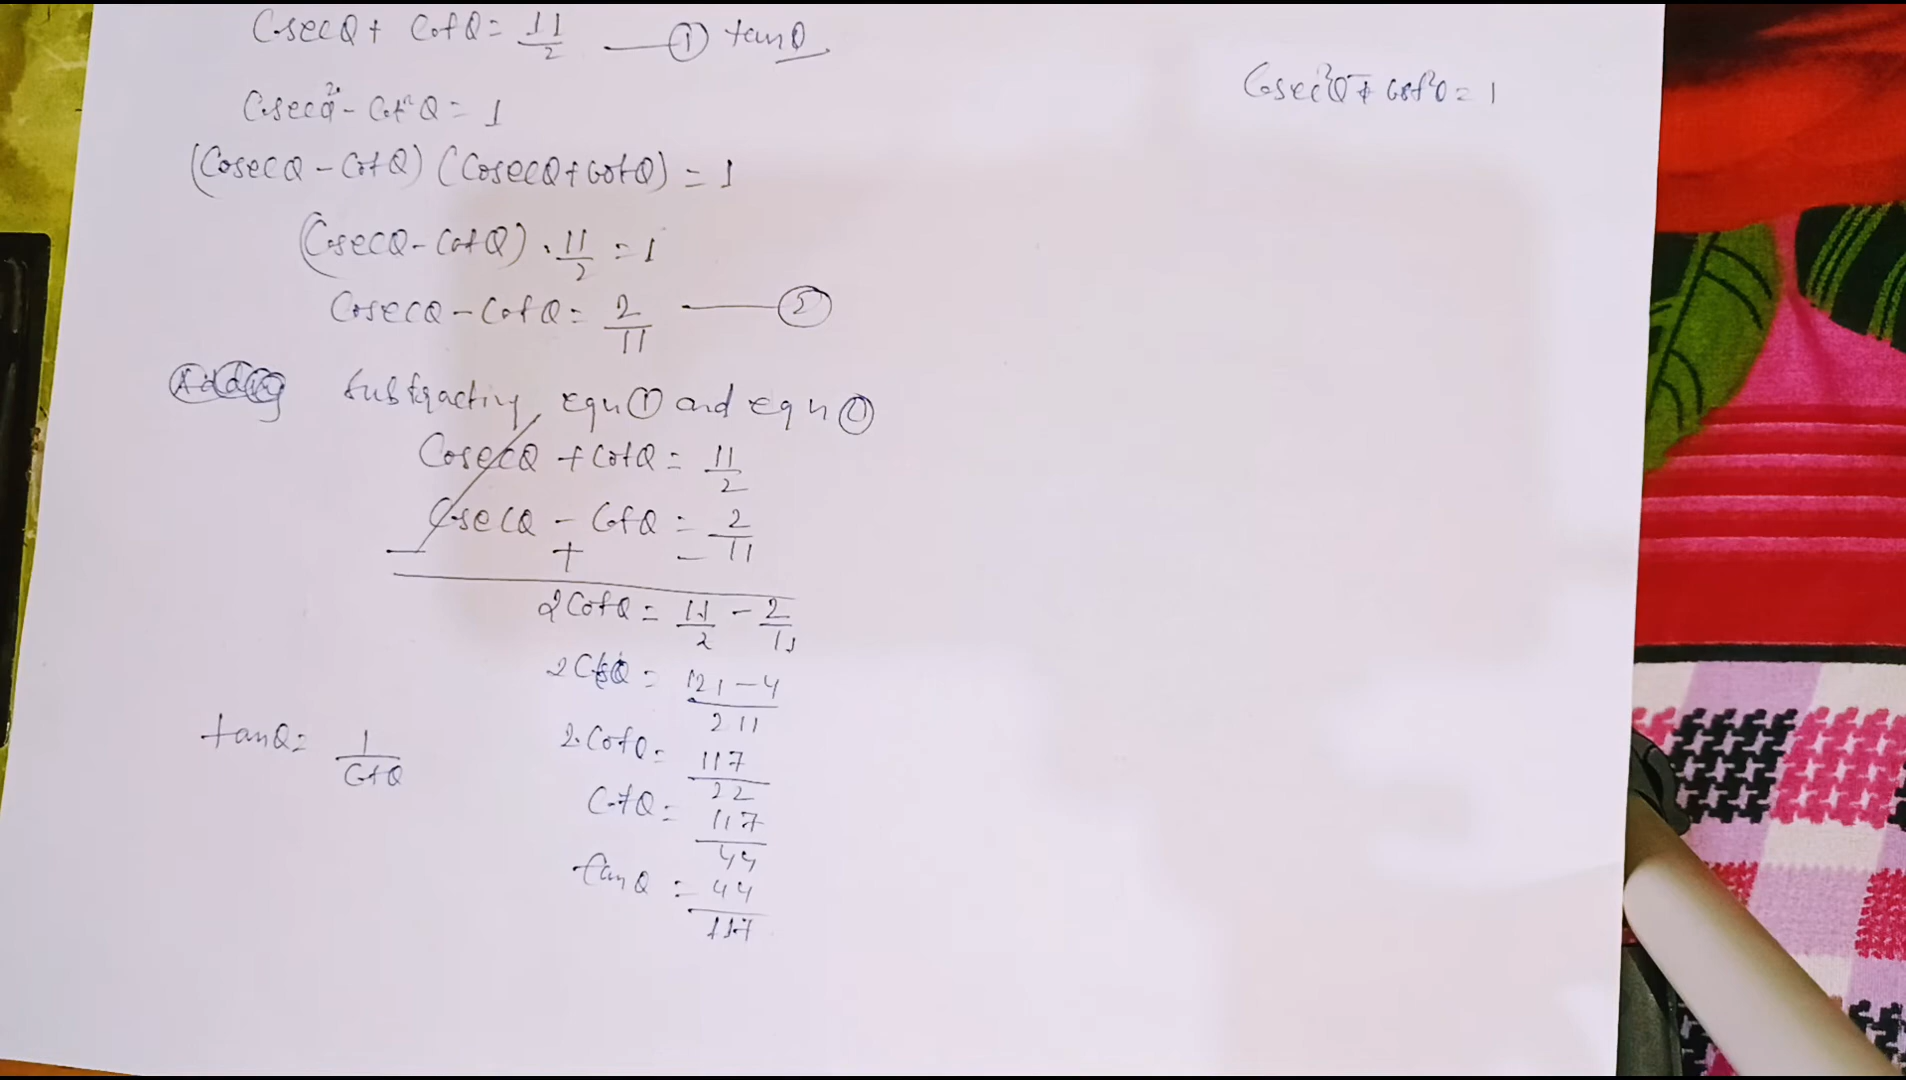 CosecQ + CotQ = 11/2 —— ① tanQ
Cosec²Q ∓ Cot²Q = 1
Cosec²Q - Cot²Q = 1
(CosecQ - CotQ) (CosecQ + CotQ) = 1
(CosecQ - CotQ) · 11/2 = 1
CosecQ - CotQ = 2/11 —— ②
Subtracting equn ① and eqn ②
CosecQ + CotQ = 11/2
CosecQ - CotQ = 2/11
— + —
2CotQ = 11/2 - 2/11
2CotQ = 121 - 4 / 2 11
2·CotQ = 117/22
tanQ = 1/CotQ
CotQ = 117/44
tanQ = 44/117